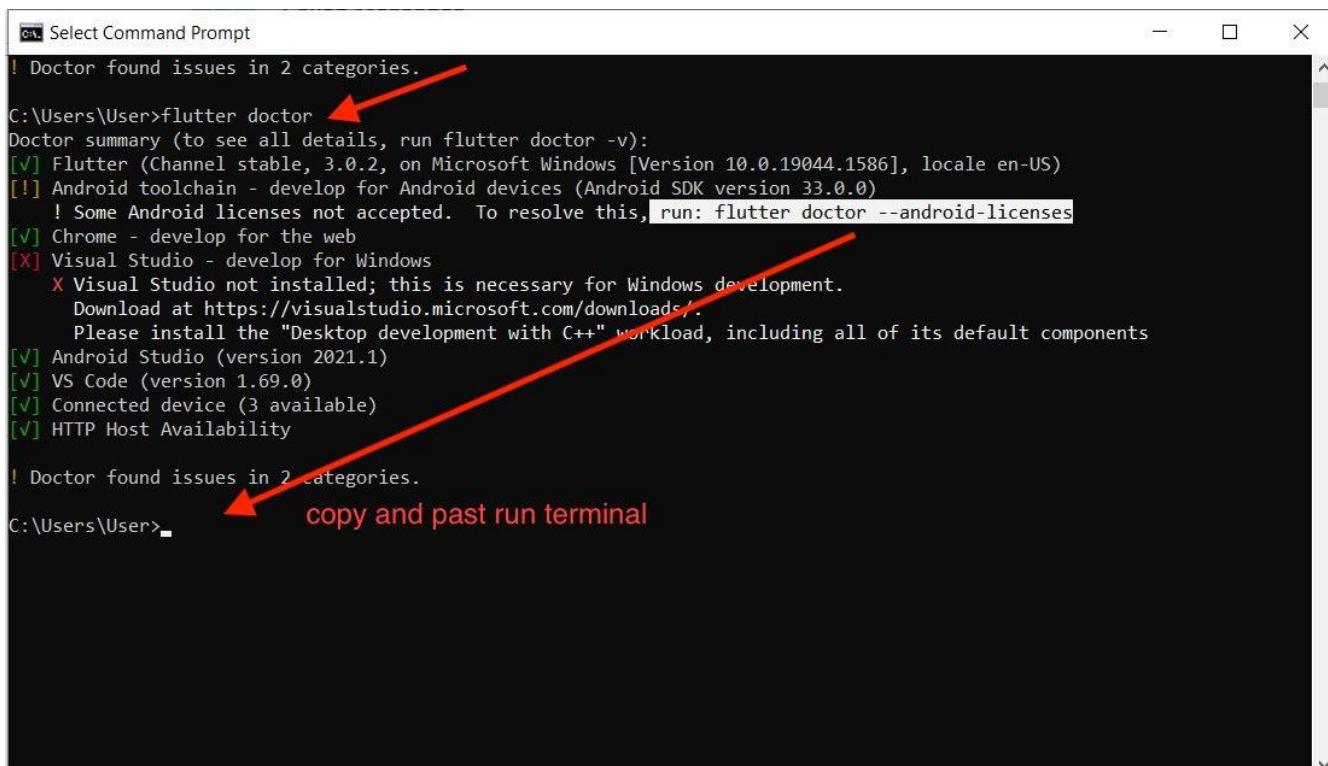 Select Command Prompt
! Doctor found issues in 2 categories.
C:\Users\User>flutter doctor
Doctor summary (to see all details, run flutter doctor -v):
[√] Flutter (Channel stable, 3.0.2, on Microsoft Windows [Version 10.0.19044.1586], locale en-US)
[!] Android toolchain - develop for Android devices (Android SDK version 33.0.0)
! Some Android licenses not accepted.  To resolve this, run: flutter doctor --android-licenses
[√] Chrome - develop for the web
[X] Visual Studio - develop for Windows
X Visual Studio not installed; this is necessary for Windows development.
Download at https://visualstudio.microsoft.com/downloads/.
Please install the "Desktop development with C++" workload, including all of its default components
[√] Android Studio (version 2021.1)
[√] VS Code (version 1.69.0)
[√] Connected device (3 available)
[√] HTTP Host Availability
! Doctor found issues in 2 categories.
copy and past run terminal
C:\Users\User>